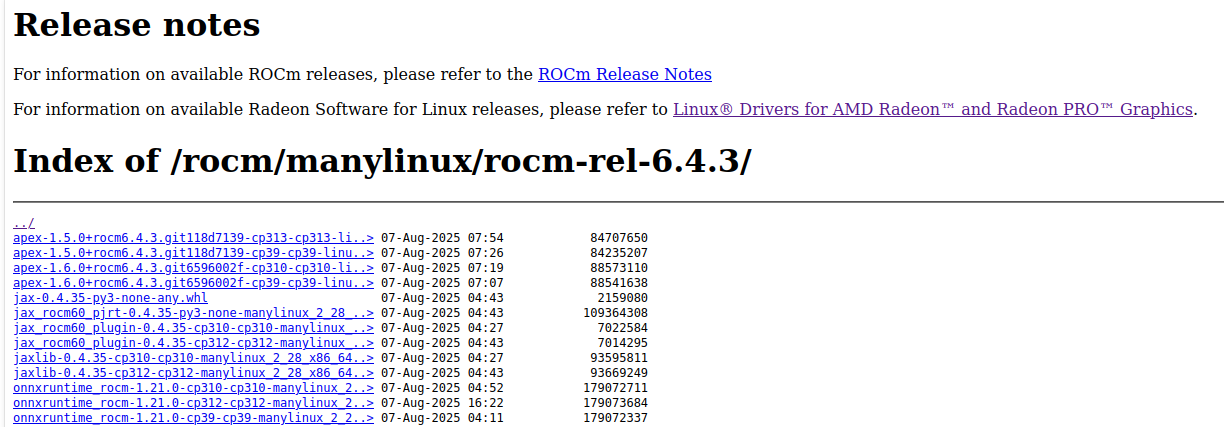 Release notes
For information on available ROCm releases, please refer to the ROCm Release Notes
For information on available Radeon Software for Linux releases, please refer to Linux® Drivers for AMD Radeon™ and Radeon PRO™ Graphics.
Index of /rocm/manylinux/rocm-rel-6.4.3/
../
apex-1.5.0+rocm6.4.3.git118d7139-cp313-cp313-li..> 07-Aug-2025 07:54 84707650
apex-1.5.0+rocm6.4.3.git118d7139-cp39-cp39-linu..> 07-Aug-2025 07:26 84235207
apex-1.6.0+rocm6.4.3.git6596002f-cp310-cp310-li..> 07-Aug-2025 07:19 88573110
apex-1.6.0+rocm6.4.3.git6596002f-cp39-cp39-linu..> 07-Aug-2025 07:07 88541638
jax-0.4.35-py3-none-any.whl 07-Aug-2025 04:43 2159080
jax_rocm60_pjrt-0.4.35-py3-none-manylinux_2_28_..> 07-Aug-2025 04:43 109364308
jax_rocm60_plugin-0.4.35-cp310-cp310-manylinux_..> 07-Aug-2025 04:27 7022584
jax_rocm60_plugin-0.4.35-cp312-cp312-manylinux_..> 07-Aug-2025 04:43 7014295
jaxlib-0.4.35-cp310-cp310-manylinux_2_28_x86_64..> 07-Aug-2025 04:27 93595811
jaxlib-0.4.35-cp312-cp312-manylinux_2_28_x86_64..> 07-Aug-2025 04:43 93669249
onnxruntime_rocm-1.21.0-cp310-cp310-manylinux_2..> 07-Aug-2025 04:52 179072711
onnxruntime_rocm-1.21.0-cp312-cp312-manylinux_2..> 07-Aug-2025 16:22 179073684
onnxruntime_rocm-1.21.0-cp39-cp39-manylinux_2_2..> 07-Aug-2025 04:11 179072337